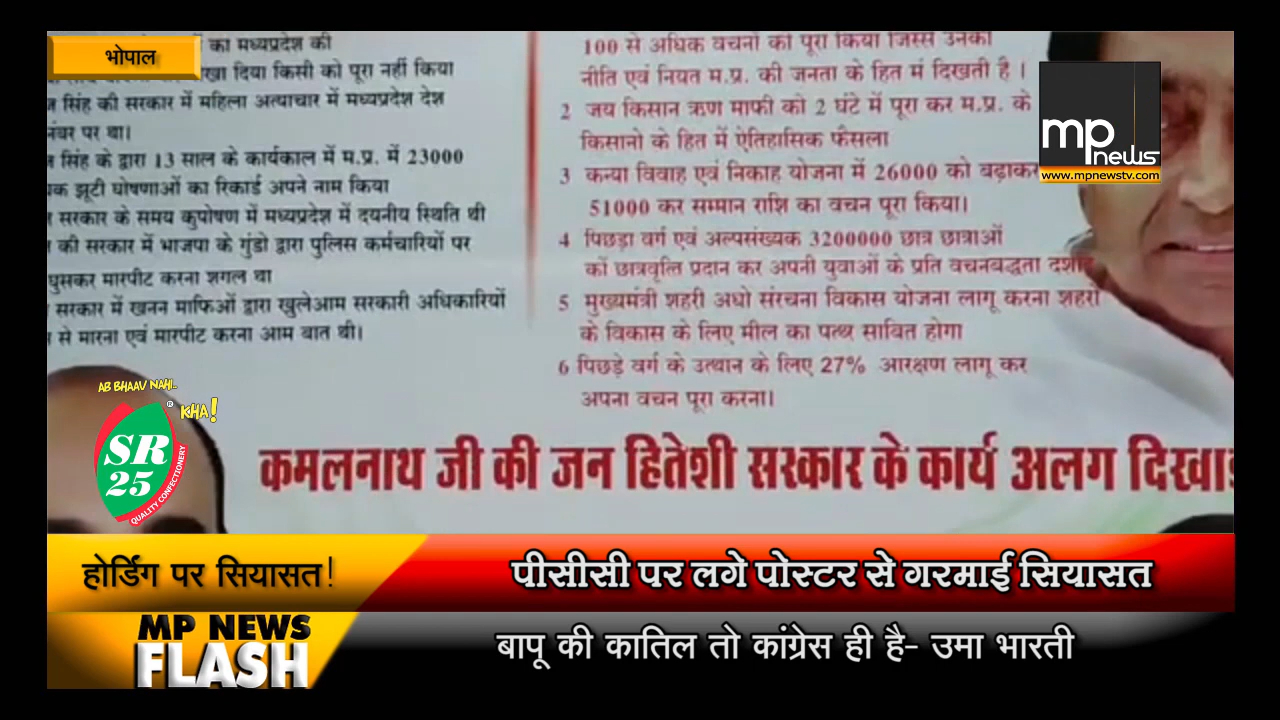 भोपाल
का मध्यप्रदेश की
दिया किसी को पूरा नहीं किया
सिंह की सरकार में महिला अत्याचार में मध्यप्रदेश देश
पर था।
सिंह के द्वारा 13 साल के कार्यकाल में म.प्र. में 23000
झूटी घोषणाओं का रिकार्ड अपने नाम किया
सरकार के समय कुपोषण में मध्यप्रदेश में दयनीय स्थिति थी
की सरकार में भाजपा के गुंडो द्वारा पुलिस कर्मचारियों पर
घुसकर मारपीट करना शगल था
सरकार में खनन माफिओं द्वारा खुलेआम सरकारी अधिकारियों
से मारना एवं मारपीट करना आम बात थी।
100 से अधिक वचनों को पूरा किया जिससे उनकी
नीति एवं नियत म.प्र. की जनता के हित में दिखती है ।
2 जय किसान ऋण माफी को 2 घंटे में पूरा कर म.प्र. के
किसानो के हित में ऐतिहासिक फैसला
3 कन्या विवाह एवं निकाह योजना में 26000 को बढ़ाकर
51000 कर सम्मान राशि का वचन पूरा किया।
4 पिछड़ा वर्ग एवं अल्पसंख्यक 3200000 छात्र छात्राओं
को छात्रवृत्ति प्रदान कर अपनी युवाओं के प्रति वचनबद्धता
5 मुख्यमंत्री शहरी अधो संरचना विकास योजना लागू करना शहरो
के विकास के लिए मील का पत्थर साबित होगा
6 पिछड़े वर्ग के उत्थान के लिए 27% आरक्षण लागू कर
अपना वचन पूरा करना।
mp news
www.mpnewstv.com
AB BHAAV NAHI..
KHA!
SR
25
QUALITY CONFECTIONERY
कमलनाथ जी की जन हितेशी सरकार के कार्य अलग
होर्डिंग पर सियासत!
पीसीसी पर लगे पोस्टर से गरमाई सियासत
MP NEWS
FLASH
बापू की कातिल तो कांग्रेस ही है- उमा भारती